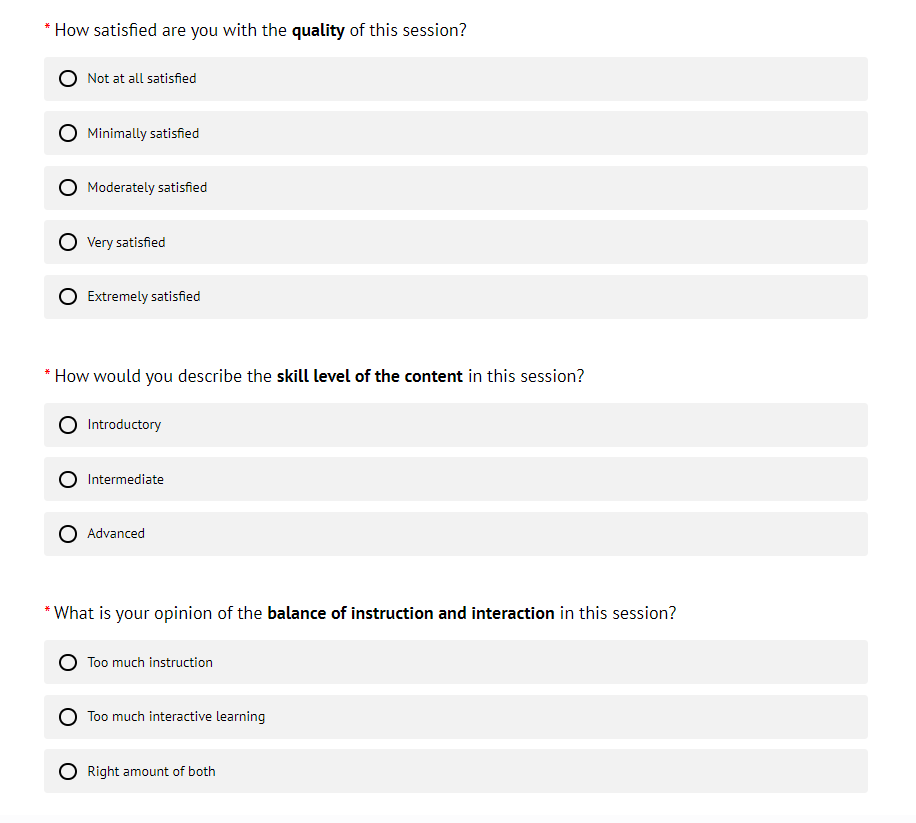 * How satisfied are you with the quality of this session?
Not at all satisfied
Minimally satisfied
Moderately satisfied
Very satisfied
Extremely satisfied
* How would you describe the skill level of the content in this session?
Introductory
Intermediate
Advanced
* What is your opinion of the balance of instruction and interaction in this session?
Too much instruction
Too much interactive learning
Right amount of both